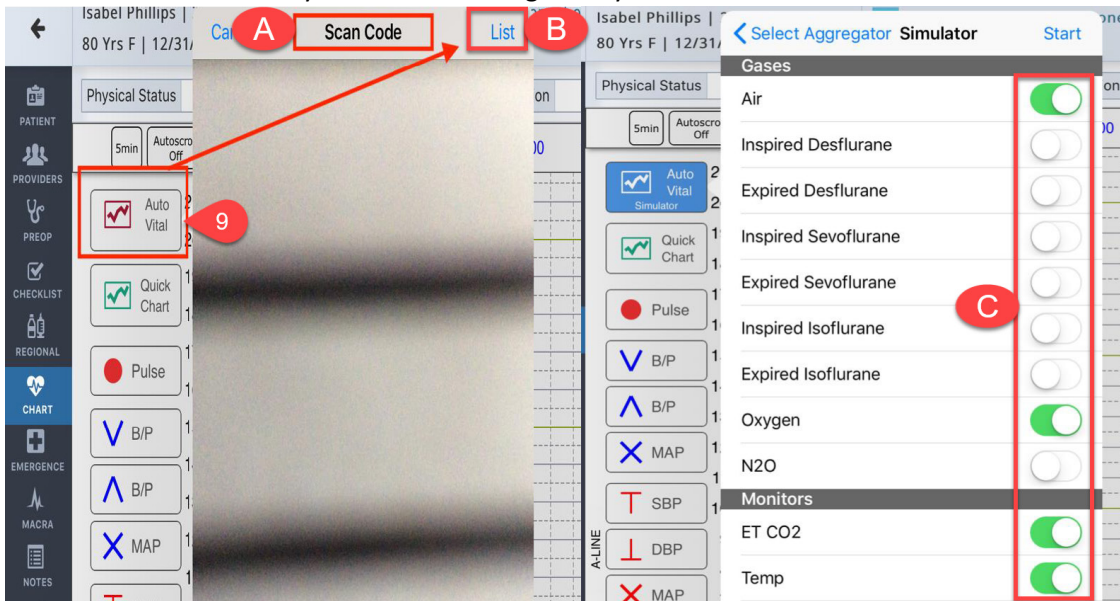 Isabel Phillips |
80 Yrs F | 12/31/
Physical Status
on
5min
Autoscro
Off
00
PATIENT
PROVIDERS
PREOP
CHECKLIST
REGIONAL
CHART
EMERGENCE
MACRA
NOTES
Auto
Vital
Quick
Chart
Pulse
B/P
B/P
MAP
9
A
Scan Code
List
B
Isabel Phillips |
80 Yrs F | 12/31/
Physical Status
on
5min
Autoscro
Off
00
Auto
Vital
Simulator
Quick
Chart
Pulse
B/P
B/P
MAP
SBP
A-LINE
DBP
MAP
Select Aggregator Simulator Start
Gases
Air
Inspired Desflurane
Expired Desflurane
Inspired Sevoflurane
Expired Sevoflurane
C
Inspired Isoflurane
Expired Isoflurane
Oxygen
N2O
Monitors
ET CO2
Temp